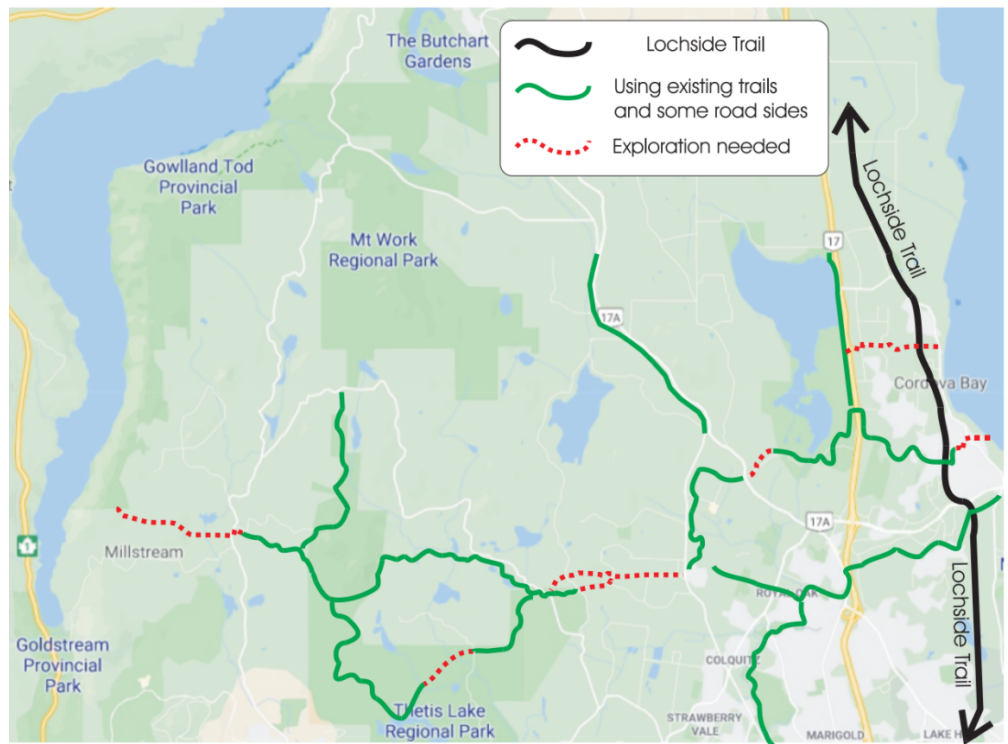 The Butchart
Gardens
Lochside Trail
Using existing trails
and some road sides
Exploration needed
Gowlland Tod
Provincial
Park
Lochside Trail
Mt Work
Regional Park
17
17A
Cordova Bay
17A
1
Millstream
ROYAL OAK
Goldstream
Provincial
Park
COLQUITZ
Lochside Trail
Thetis Lake
Regional Park
STRAWBERRY
VALE
MARIGOLD
LAKE H